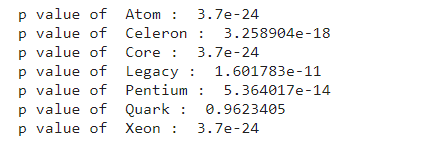 p value of  Atom :  3.7e-24
p value of  Celeron :  3.258904e-18
p value of  Core :  3.7e-24
p value of  Legacy :  1.601783e-11
p value of  Pentium :  5.364017e-14
p value of  Quark :  0.9623405
p value of  Xeon :  3.7e-24